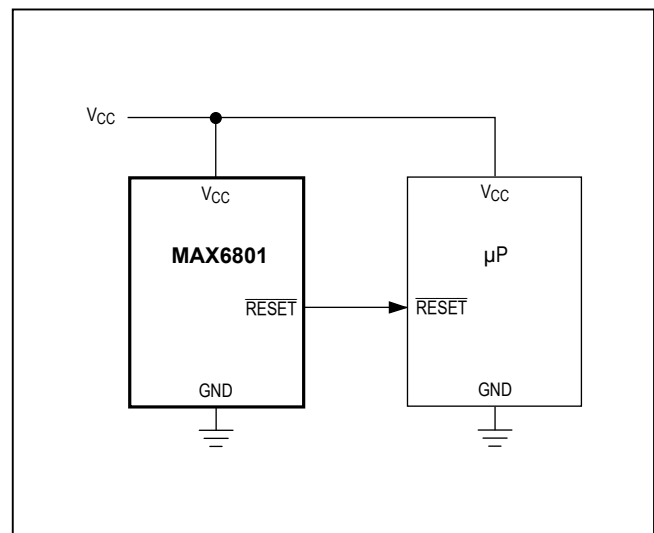 VCC
VCC
MAX6801
RESET
GND
VCC
µP
RESET
GND